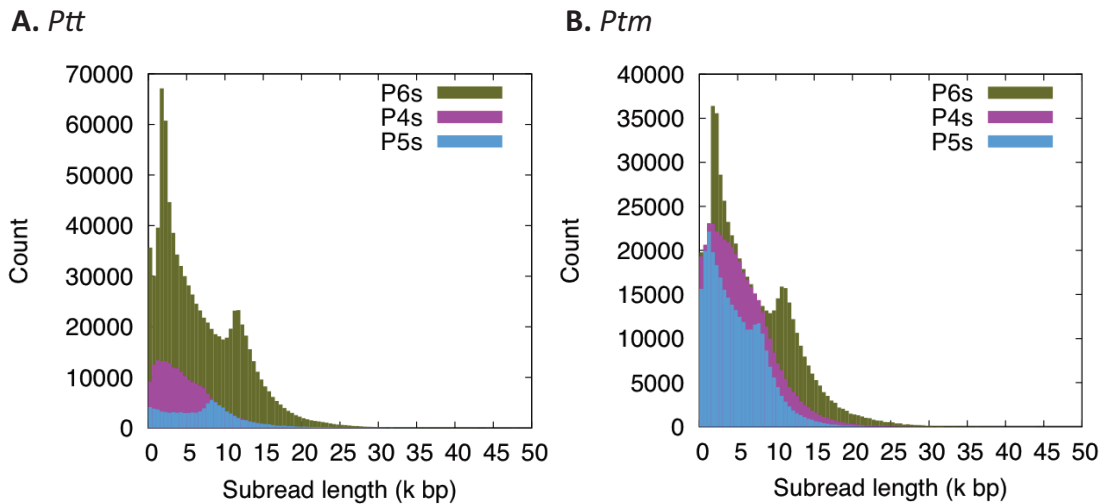 A. Ptt
70000
60000
50000
40000
30000
20000
10000
0
Count
P6s
P4s
P5s
0 5 10 15 20 25 30 35 40 45 50
Subread length (k bp)
B. Ptm
40000
35000
30000
25000
20000
15000
10000
5000
0
Count
P6s
P4s
P5s
0 5 10 15 20 25 30 35 40 45 50
Subread length (k bp)